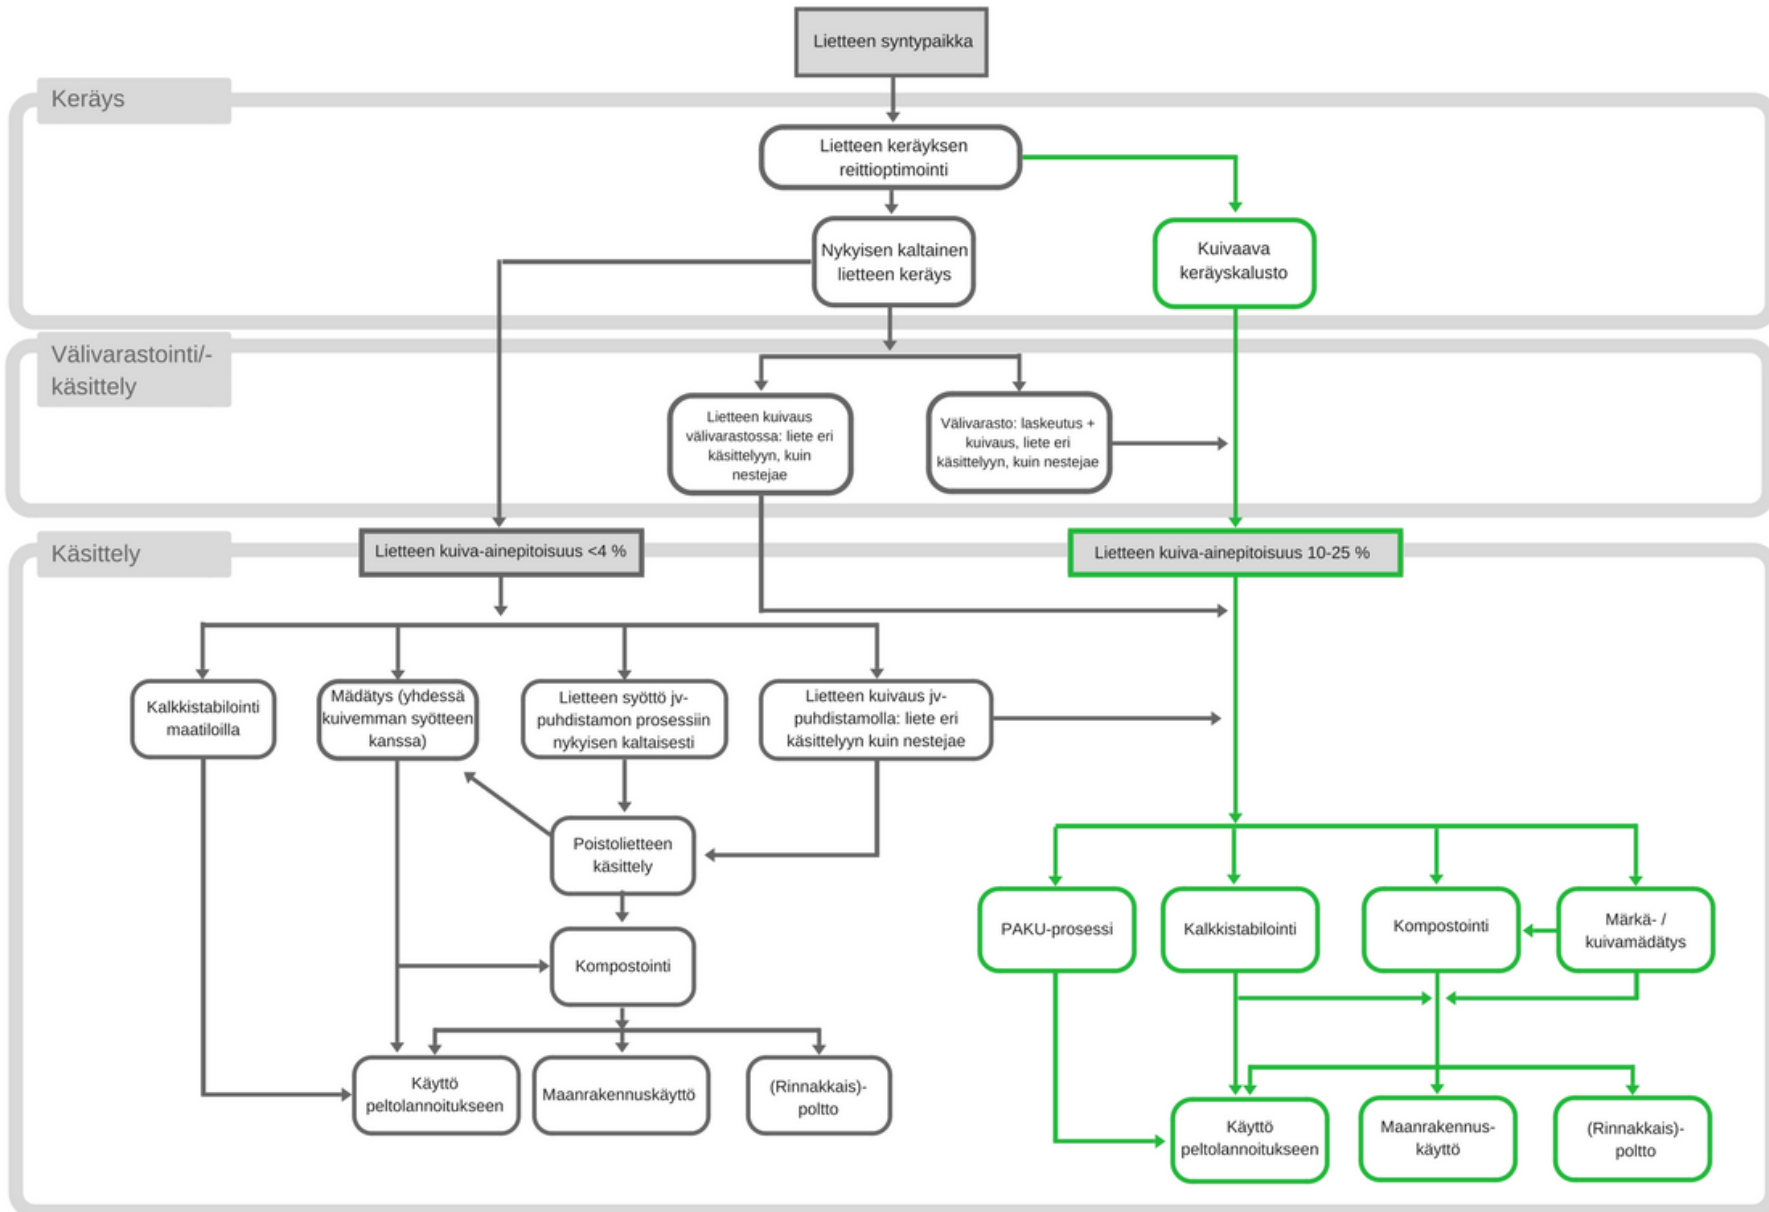 Lietteen syntypaikka
Keräys
Lietteen keräyksen
reittioptimointi
Nykyisen kaltainen
lietteen keräys
Kuivaava
keräyskalusto
Välivarastointi/-
käsittely
Lietteen kuivaus
välivarastossa: liete eri
käsittelyyn, kuin
nestejae
Välivarasto: laskeutus +
kuivaus, liete eri
käsittelyyn, kuin nestejae
Käsittely
Lietteen kuiva-ainepitoisuus <4 %
Lietteen kuiva-ainepitoisuus 10-25 %
Kalkkistabilointi
maatiloilla
Mädätys (yhdessä
kuivemman syötteen
kanssa)
Lietteen syöttö jv-
puhdistamon prosessiin
nykyisen kaltaisesti
Lietteen kuivaus jv-
puhdistamolla: liete eri
käsittelyyn kuin nestejae
Poistolietteen
käsittely
Kompostointi
Käyttö
peltolannoitukseen
Maanrakennuskäyttö
(Rinnakkais)-
poltto
PAKU-prosessi
Kalkkistabilointi
Kompostointi
Märkä- /
kuivamädätys
Käyttö
peltolannoitukseen
Maanrakennus-
käyttö
(Rinnakkais)-
poltto